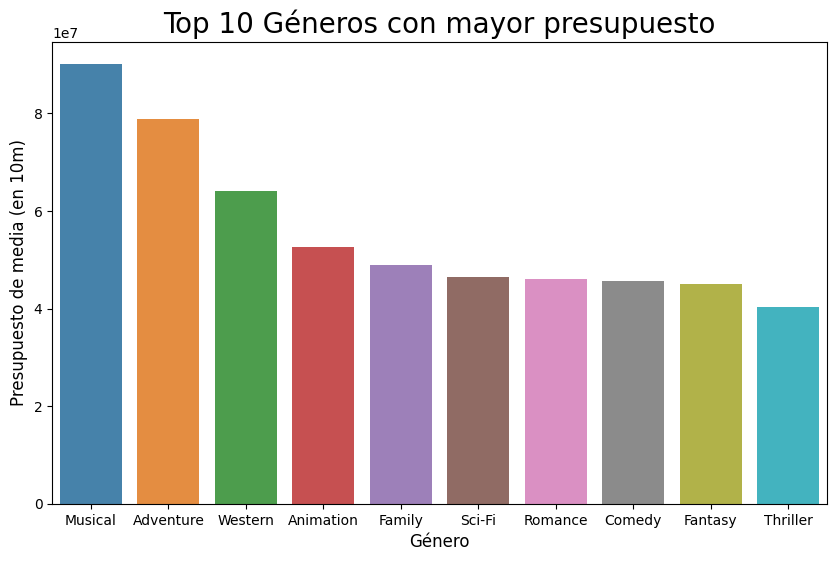 Top 10 Géneros con mayor presupuesto
1e7
8
6
4
2
0
Presupuesto de media (en 10m)
Musical Adventure Western Animation Family Sci-Fi Romance Comedy Fantasy Thriller
Género